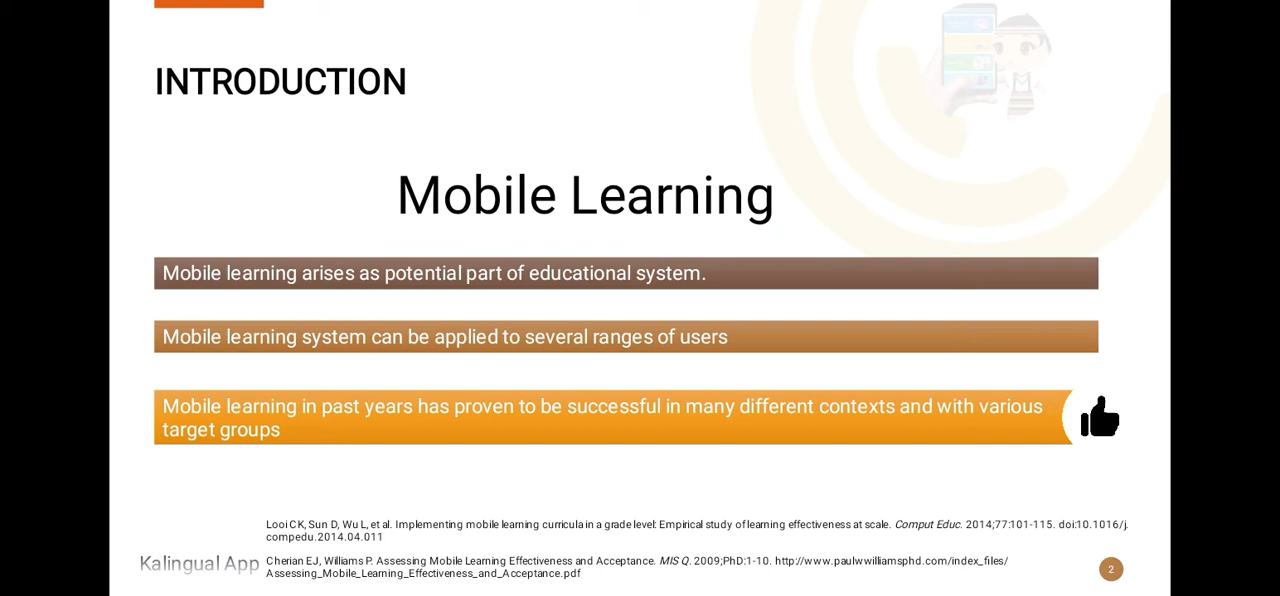 INTRODUCTION
Mobile Learning
Mobile learning arises as potential part of educational system.
Mobile learning system can be applied to several ranges of users
Mobile learning in past years has proven to be successful in many different contexts and with various
target groups
Looi CK, Sun D, Wu L, et al. Implementing mobile learning curricula in a grade level: Empirical study of learning effectiveness at scale. Comput Educ. 2014;77:101-115. doi:10.1016/j.
compedu.2014.04.011
Kalingual App
Cherian EJ, Williams P. Assessing Mobile Learning Effectiveness and Acceptance. MIS Q. 2009;PhD:1-10. http://www.paulwwilliamsphd.com/index_files/
Assessing_Mobile_Learning_Effectiveness_and_Acceptance.pdf
2